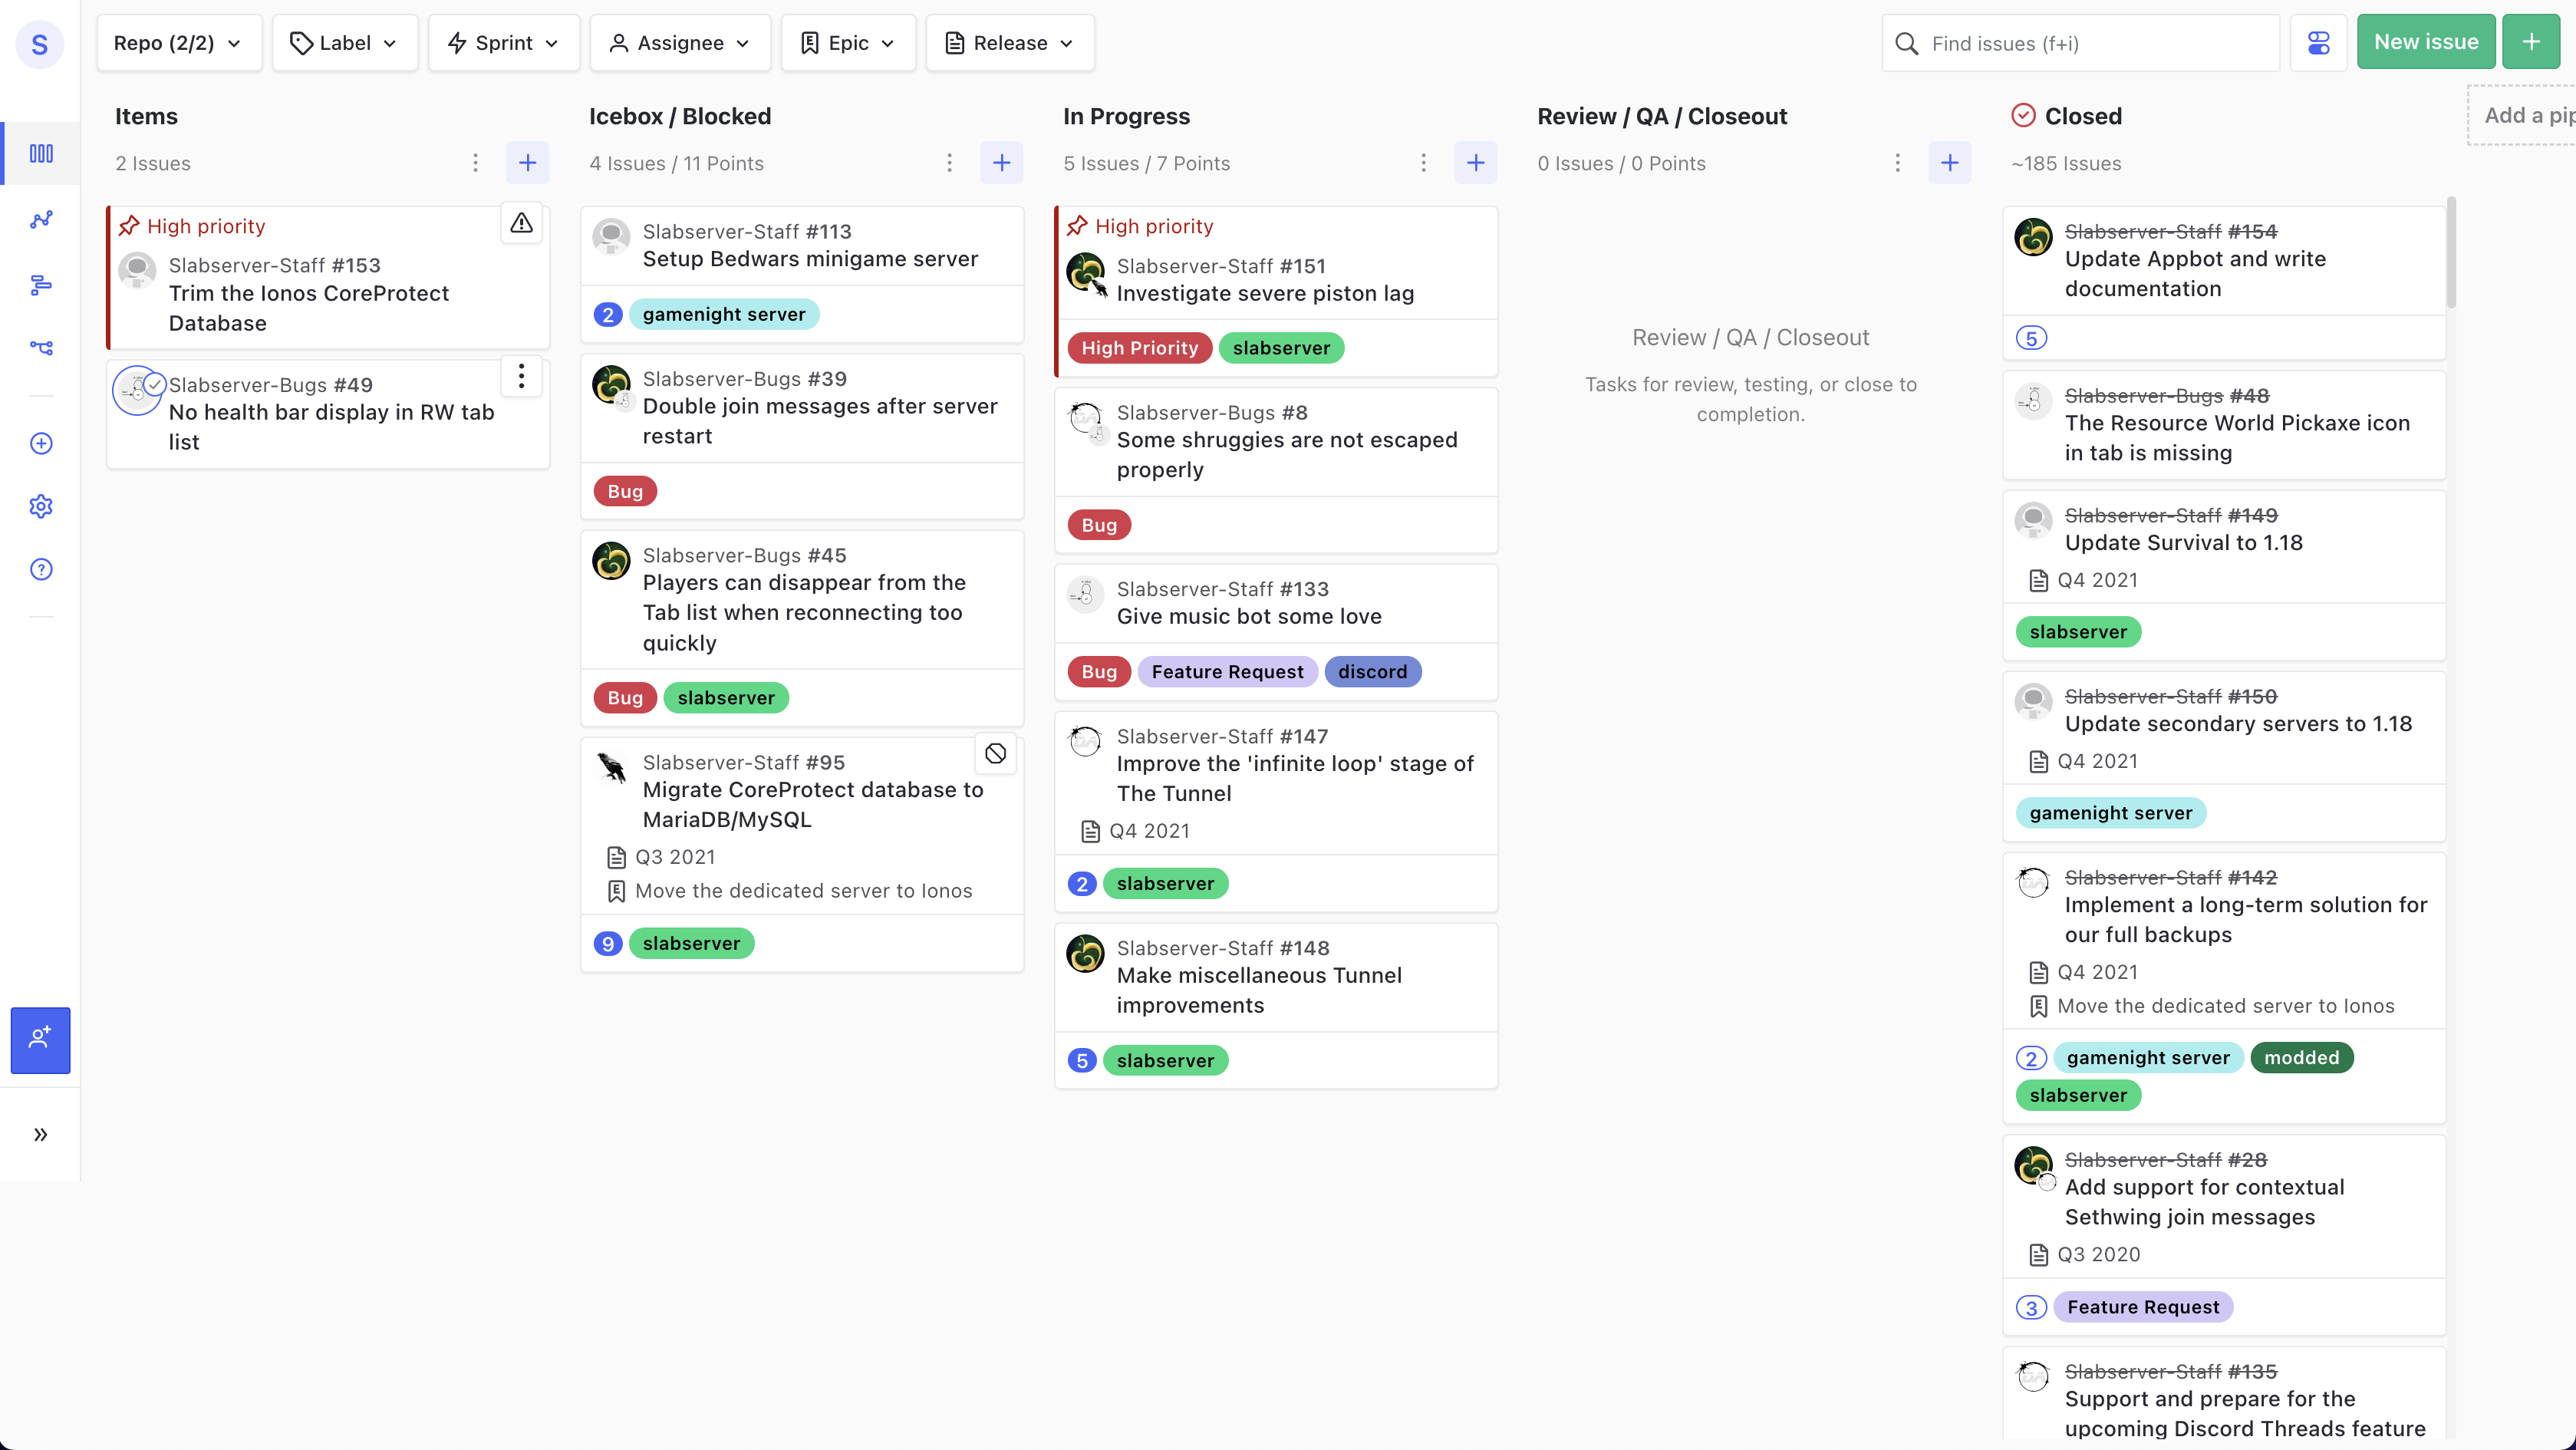 S
Repo (2/2)
Label
Sprint
Assignee
Epic
Release
Find issues (f+i)
New issue
Items
2 Issues
High priority
Slabserver-Staff #153
Trim the Ionos CoreProtect
Database
Slabserver-Bugs #49
No health bar display in RW tab
list
Icebox / Blocked
4 Issues / 11 Points
Slabserver-Staff #113
Setup Bedwars minigame server
2 gamenight server
Slabserver-Bugs #39
Double join messages after server
restart
Bug
Slabserver-Bugs #45
Players can disappear from the
Tab list when reconnecting too
quickly
Bug slabserver
Slabserver-Staff #95
Migrate CoreProtect database to
MariaDB/MySQL
Q3 2021
Move the dedicated server to Ionos
9 slabserver
In Progress
5 Issues / 7 Points
High priority
Slabserver-Staff #151
Investigate severe piston lag
High Priority slabserver
Slabserver-Bugs #8
Some shruggies are not escaped
properly
Bug
Slabserver-Staff #133
Give music bot some love
Bug Feature Request discord
Slabserver-Staff #147
Improve the 'infinite loop' stage of
The Tunnel
Q4 2021
2 slabserver
Slabserver-Staff #148
Make miscellaneous Tunnel
improvements
5 slabserver
Review / QA / Closeout
0 Issues / 0 Points
Review / QA / Closeout
Tasks for review, testing, or close to
completion.
Closed
~185 Issues
Slabserver-Staff #154
Update Appbot and write
documentation
5
Slabserver-Bugs #48
The Resource World Pickaxe icon
in tab is missing
Slabserver-Staff #149
Update Survival to 1.18
Q4 2021
slabserver
Slabserver-Staff #150
Update secondary servers to 1.18
Q4 2021
gamenight server
Slabserver-Staff #142
Implement a long-term solution for
our full backups
Q4 2021
Move the dedicated server to Ionos
2 gamenight server modded
slabserver
Slabserver-Staff #28
Add support for contextual
Sethwing join messages
Q3 2020
3 Feature Request
Slabserver-Staff #135
Support and prepare for the
upcoming Discord Threads feature
Add a pip